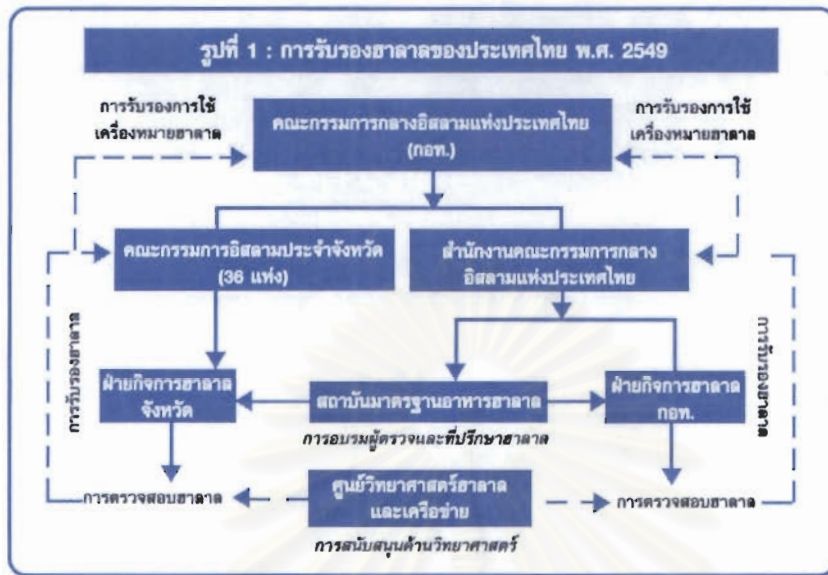 รูปที่ 1 : การรับรองฮาลาลของประเทศไทย พ.ศ. 2549
การรับรองการใช้
เครื่องหมายฮาลาล
คณะกรรมการกลางอิสลามแห่งประเทศไทย
(กอท.)
การรับรองการใช้
เครื่องหมายฮาลาล
คณะกรรมการอิสลามประจำจังหวัด
(36 แห่ง)
สำนักงานคณะกรรมการกลาง
อิสลามแห่งประเทศไทย
การรับรองฮาลาล
ฝ่ายกิจการฮาลาล
จังหวัด
สถาบันมาตรฐานอาหารฮาลาล
การอบรมผู้ตรวจและที่ปรึกษาฮาลาล
ฝ่ายกิจการฮาลาล
กอท.
การรับรองฮาลาล
การตรวจสอบฮาลาล
ศูนย์วิทยาศาสตร์ฮาลาล
และเครือข่าย
การสนับสนุนด้านวิทยาศาสตร์
การตรวจสอบฮาลาล